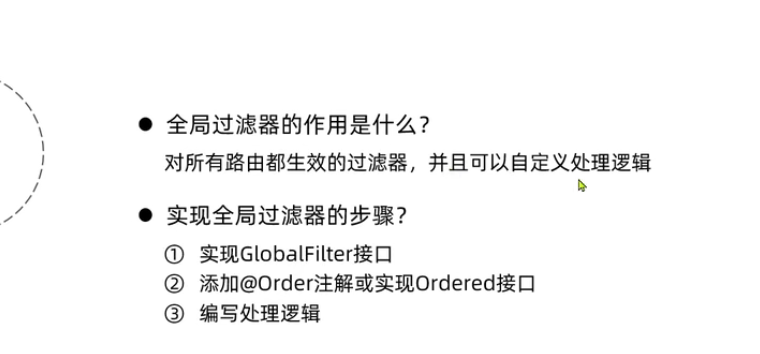 ● 全局过滤器的作用是什么？
对所有路由都生效的过滤器，并且可以自定义处理逻辑
● 实现全局过滤器的步骤？
① 实现GlobalFilter接口
② 添加@Order注解或实现Ordered接口
③ 编写处理逻辑